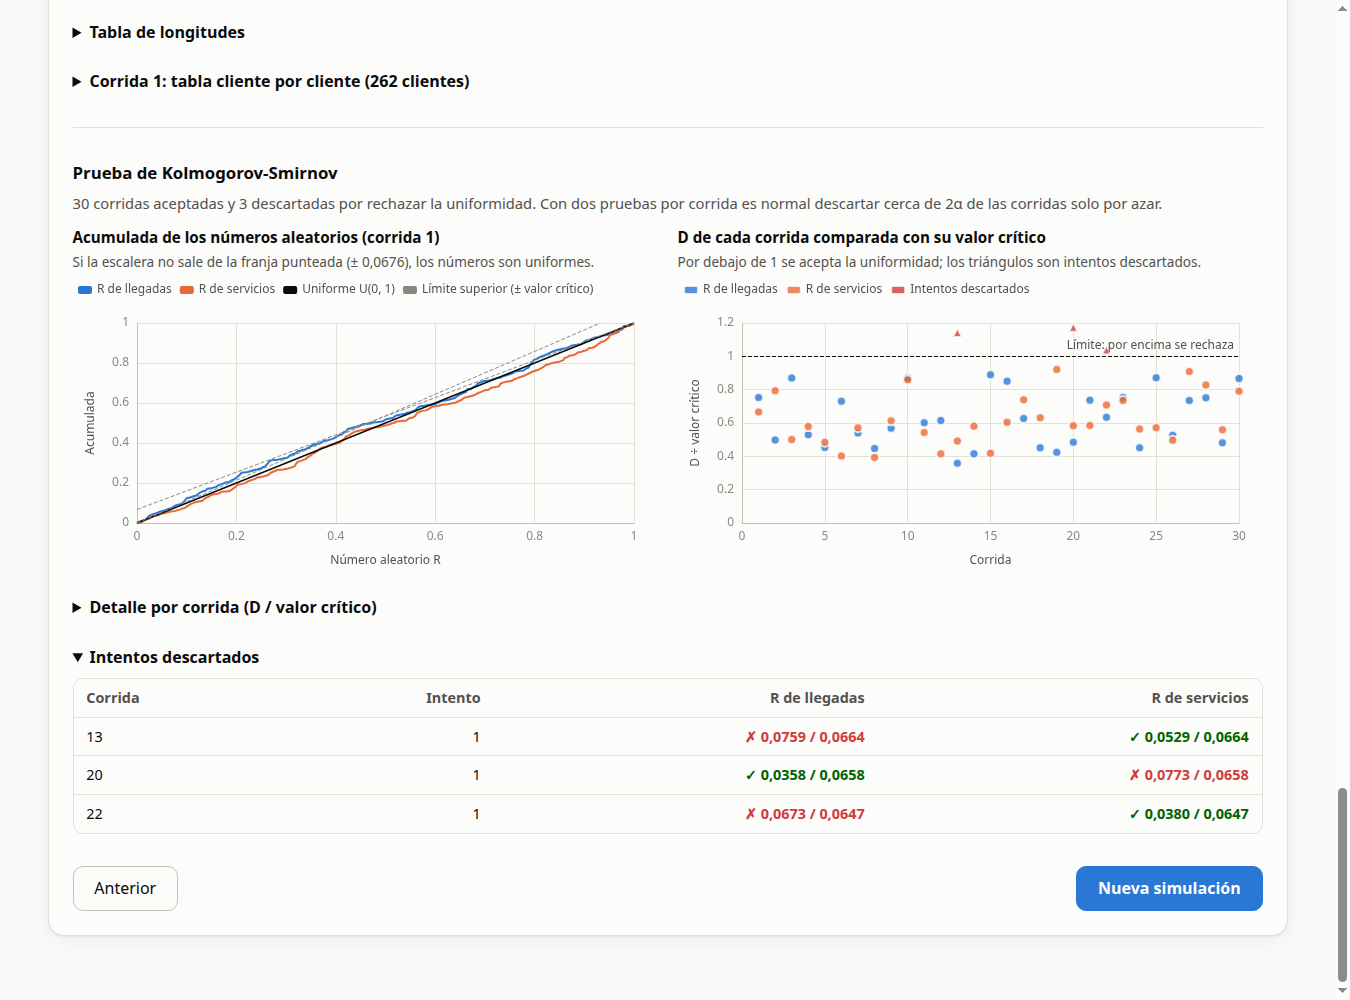 Tabla de longitudes
Corrida 1: tabla cliente por cliente (262 clientes)
Prueba de Kolmogorov-Smirnov
30 corridas aceptadas y 3 descartadas por rechazar la uniformidad. Con dos pruebas por corrida es normal descartar cerca de 2α de las corridas solo por azar.
Acumulada de los números aleatorios (corrida 1)
Si la escalera no sale de la franja punteada (± 0,0676), los números son uniformes.
R de llegadas R de servicios Uniforme U(0, 1) Límite superior (± valor crítico)
1
0.8
0.6
0.4
0.2
0
Acumulada
0 0.2 0.4 0.6 0.8 1
Número aleatorio R
D de cada corrida comparada con su valor crítico
Por debajo de 1 se acepta la uniformidad; los triángulos son intentos descartados.
R de llegadas R de servicios Intentos descartados
1.2
1
0.8
0.6
0.4
0.2
0
D ÷ valor crítico
Límite: por encima se rechaza
0 5 10 15 20 25 30
Corrida
Detalle por corrida (D / valor crítico)
Intentos descartados
Corrida Intento R de llegadas R de servicios
13 1 ✗ 0,0759 / 0,0664 ✓ 0,0529 / 0,0664
20 1 ✓ 0,0358 / 0,0658 ✗ 0,0773 / 0,0658
22 1 ✗ 0,0673 / 0,0647 ✓ 0,0380 / 0,0647
Anterior
Nueva simulación